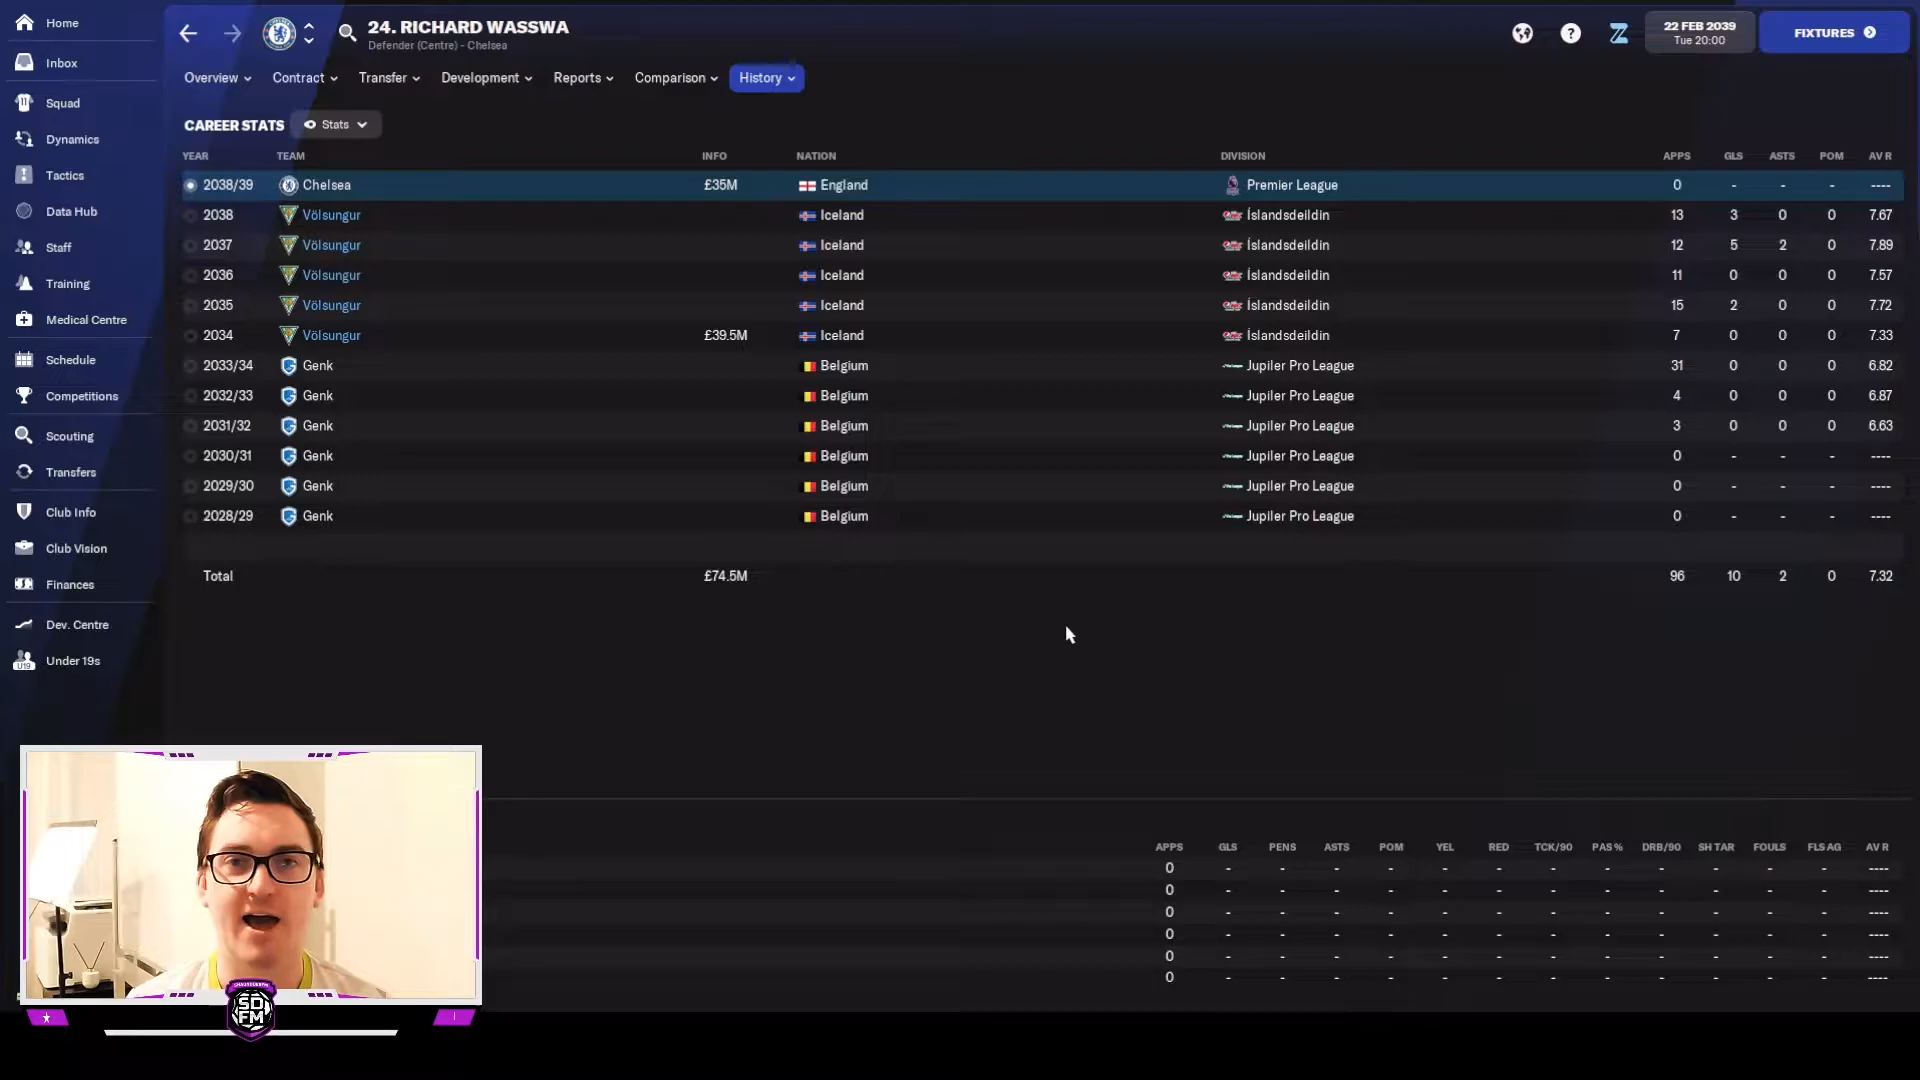 Home
Inbox
Squad
Dynamics
Tactics
Data Hub
Staff
Training
Medical Centre
Schedule
Competitions
Scouting
Transfers
Club Info
Club Vision
Finances
Dev. Centre
Under 19s
24. RICHARD WASSWA
Defender (Centre) - Chelsea
22 FEB 2039
Tue 20:00
FIXTURES
Overview Contract Transfer Development Reports Comparison History
CAREER STATS Stats
YEAR TEAM INFO NATION DIVISION APPS GLS ASTS POM AV R
2038/39 Chelsea £35M England Premier League 0 - - - ----
2038 Völsungur Iceland Íslandsdeildin 13 3 0 0 7.67
2037 Völsungur Iceland Íslandsdeildin 12 5 2 0 7.89
2036 Völsungur Iceland Íslandsdeildin 11 0 0 0 7.57
2035 Völsungur Iceland Íslandsdeildin 15 2 0 0 7.72
2034 Völsungur £39.5M Iceland Íslandsdeildin 7 0 0 0 7.33
2033/34 Genk Belgium Jupiler Pro League 31 0 0 0 6.82
2032/33 Genk Belgium Jupiler Pro League 4 0 0 0 6.87
2031/32 Genk Belgium Jupiler Pro League 3 0 0 0 6.63
2030/31 Genk Belgium Jupiler Pro League 0 - - - ----
2029/30 Genk Belgium Jupiler Pro League 0 - - - ----
2028/29 Genk Belgium Jupiler Pro League 0 - - - ----
Total £74.5M 96 10 2 0 7.32
APPS GLS PENS ASTS POM YEL RED TCK/90 PAS % DRB/90 SH TAR FOULS FLS AG AV R
0 - - - - - - - - - - - - ----
0 - - - - - - - - - - - - ----
0 - - - - - - - - - - - - ----
0 - - - - - - - - - - - - ----
0 - - - - - - - - - - - - ----
0 - - - - - - - - - - - - ----
SD
FM